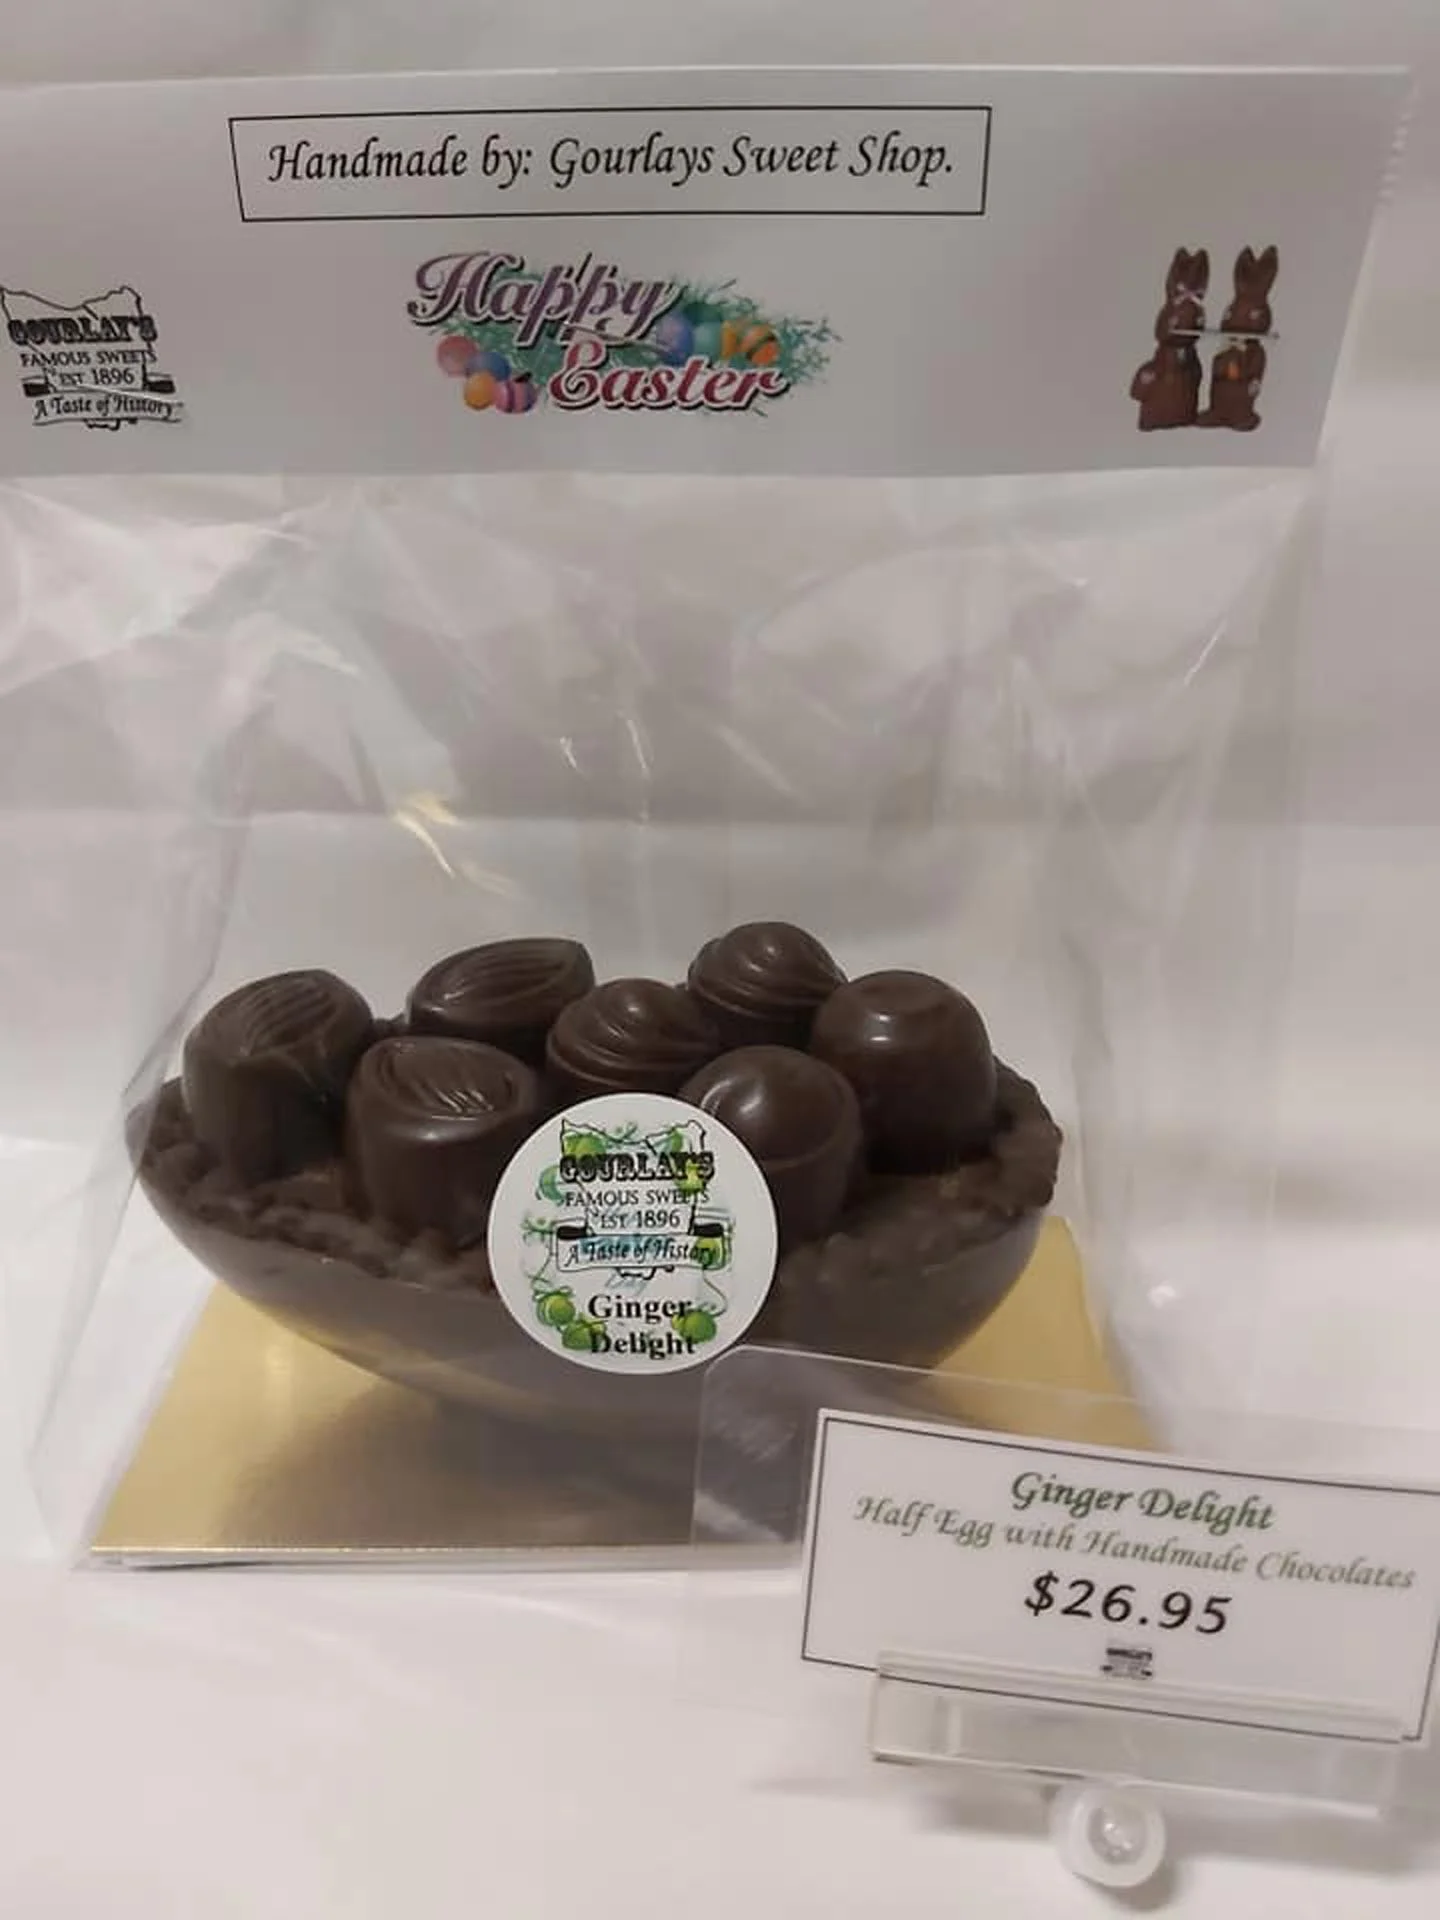 Handmade by: Gourlays Sweet Shop.
GOURLAY'S
FAMOUS SWEETS
EST 1896
A Taste of History
Happy
Easter
GOURLAY'S
FAMOUS SWEETS
EST 1896
A Taste of History
Ginger
Delight
Ginger Delight
Half Egg with Handmade Chocolates
$26.95